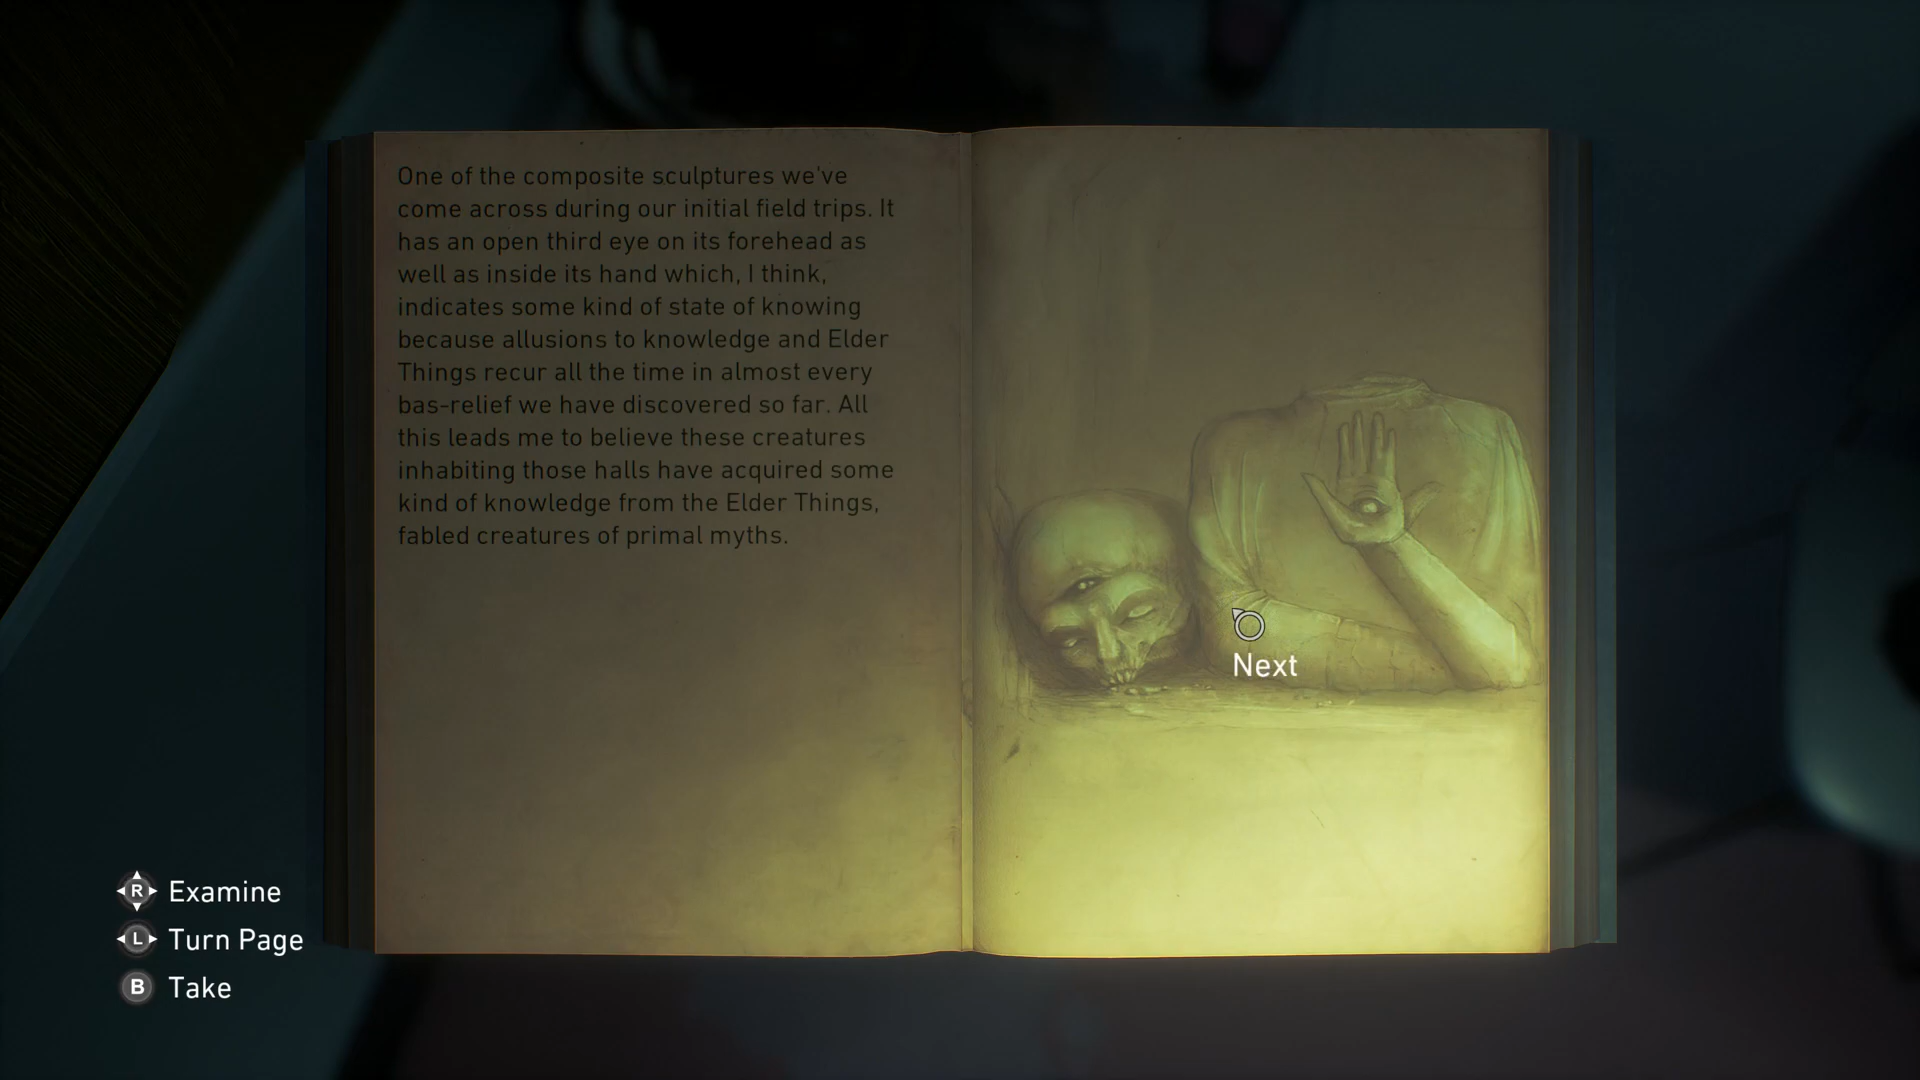 One of the composite sculptures we've
come across during our initial field trips. It
has an open third eye on its forehead as
well as inside its hand which, I think,
indicates some kind of state of knowing
because allusions to knowledge and Elder
Things recur all the time in almost every
bas-relief we have discovered so far. All
this leads me to believe these creatures
inhabiting those halls have acquired some
kind of knowledge from the Elder Things,
fabled creatures of primal myths.
Next
R Examine
L Turn Page
B Take